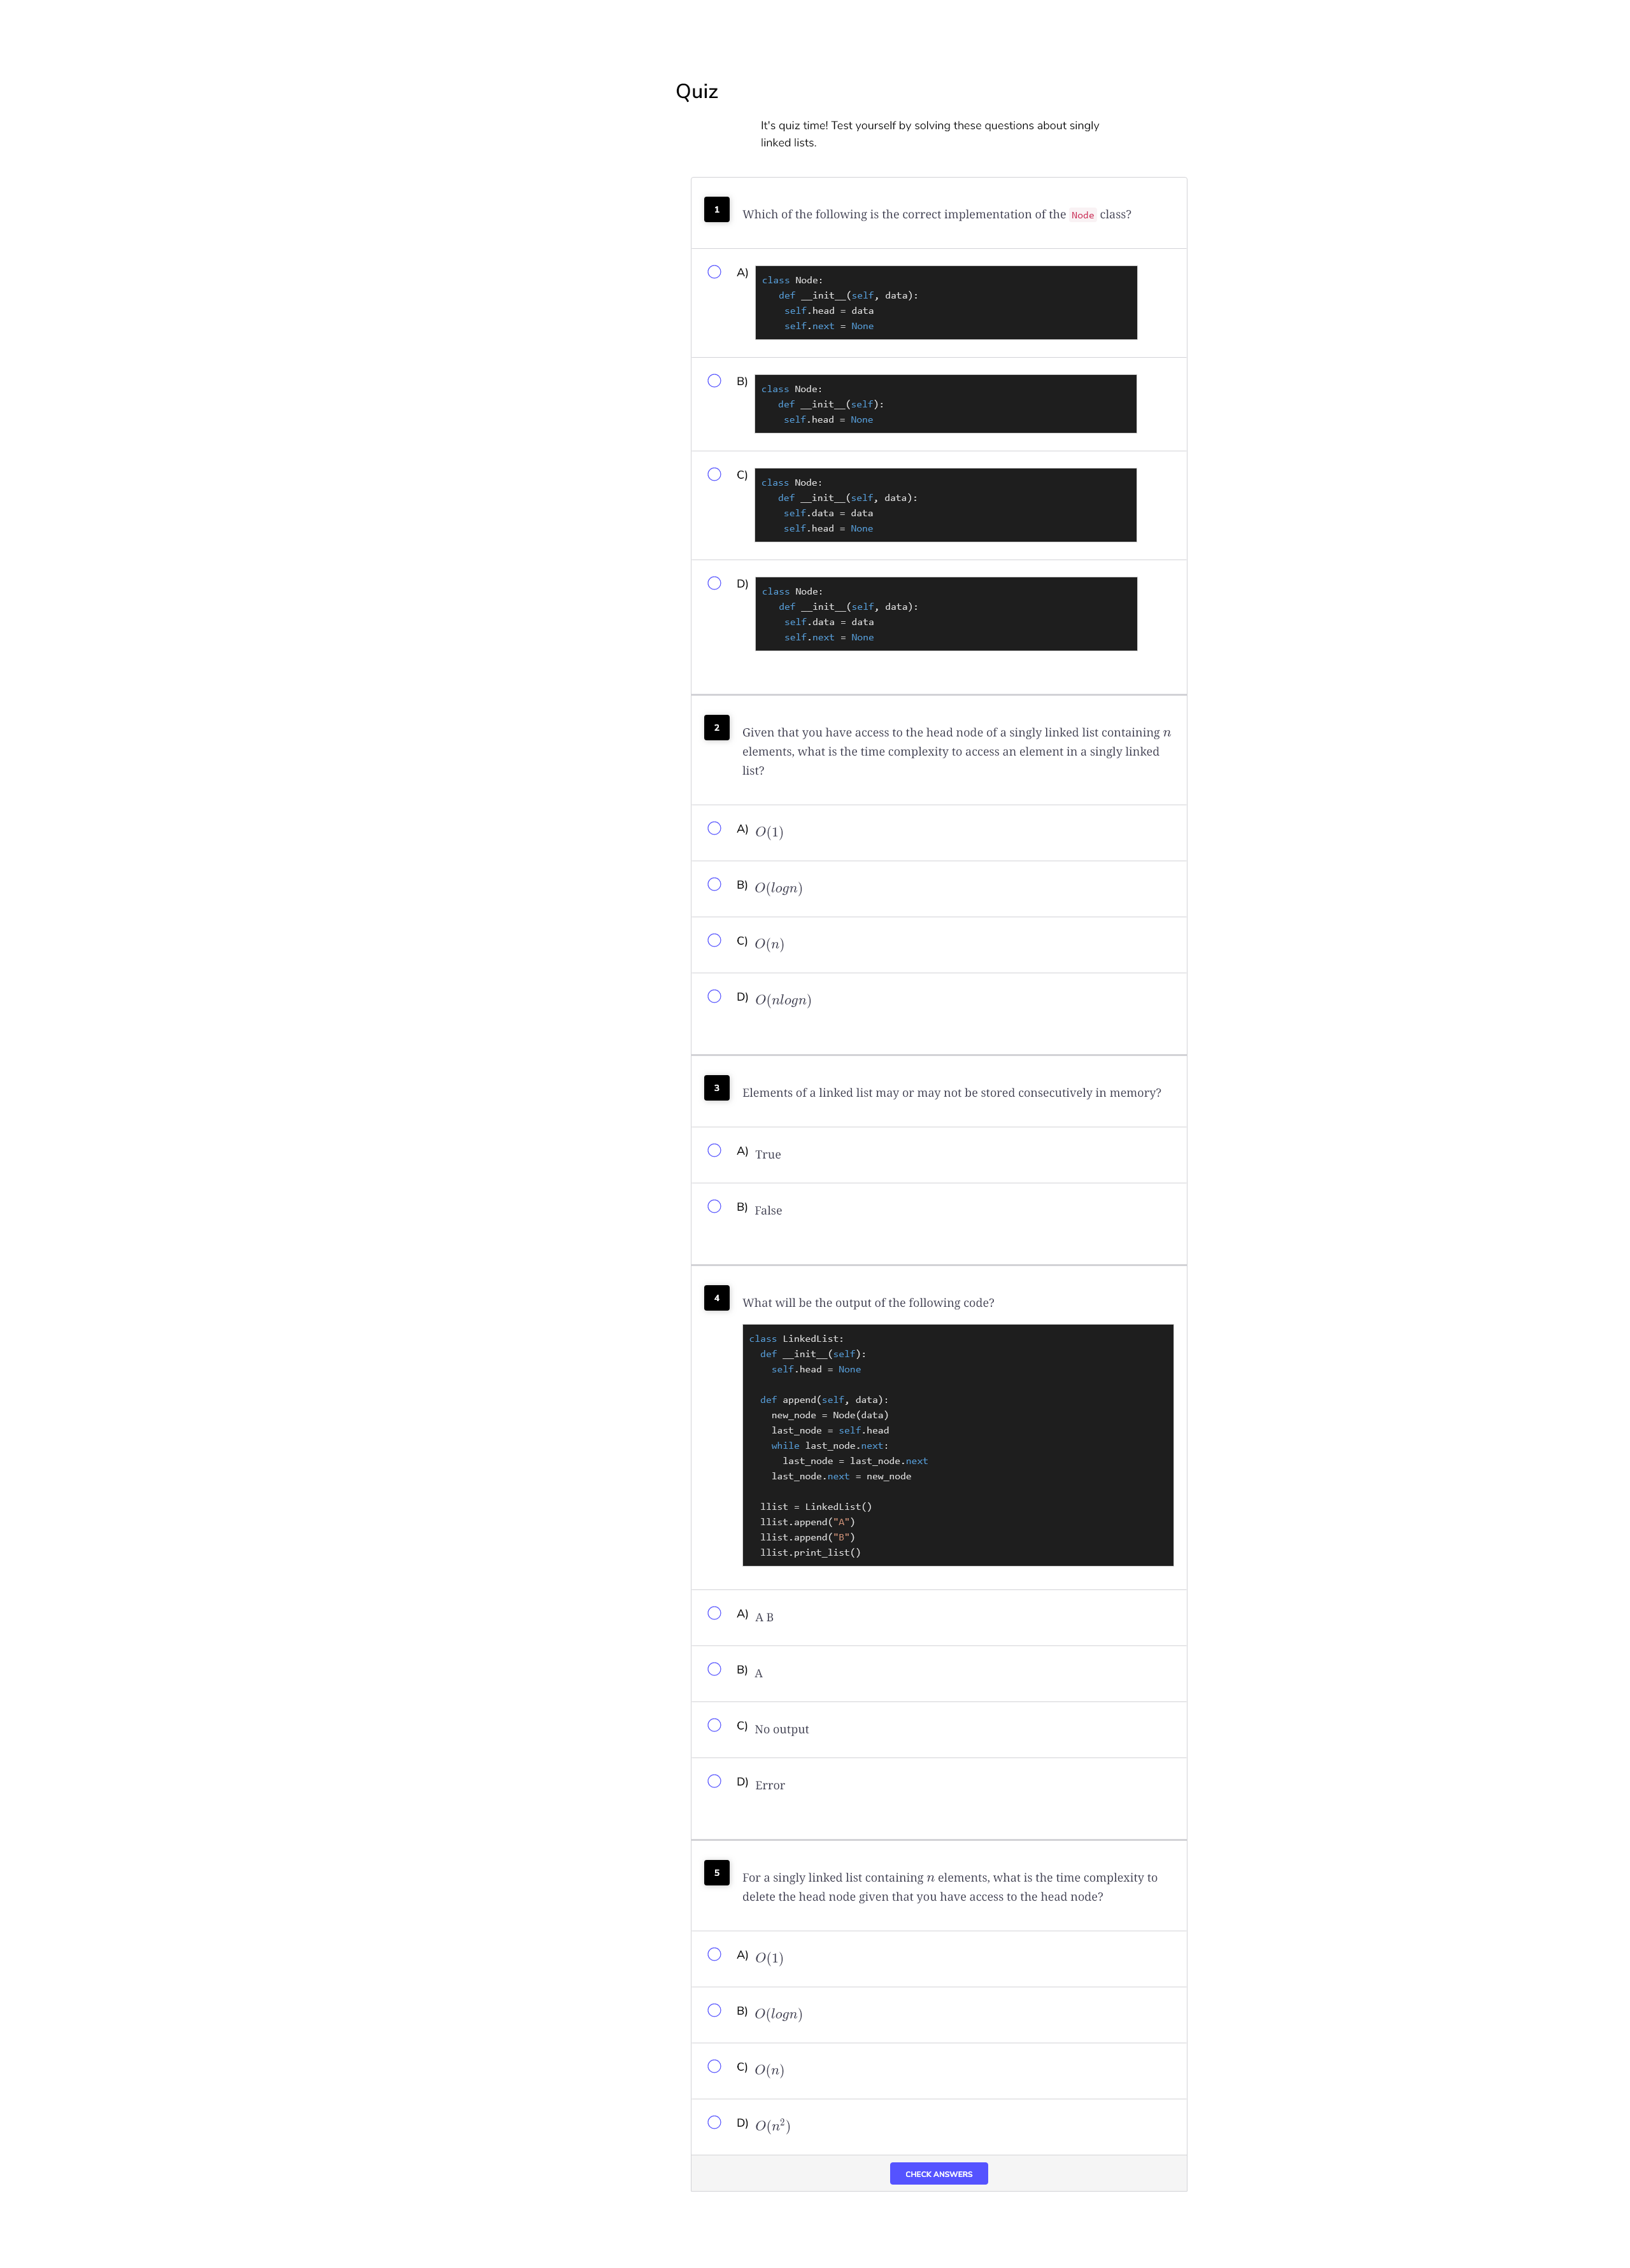 Quiz
It's quiz time! Test yourself by solving these questions about singly
linked lists.
1
Which of the following is the correct implementation of the Node class?
A)
class Node:
   def __init__(self, data):
    self.head = data
    self.next = None
B)
class Node:
   def __init__(self):
    self.head = None
C)
class Node:
   def __init__(self, data):
    self.data = data
    self.head = None
D)
class Node:
   def __init__(self, data):
    self.data = data
    self.next = None
2
Given that you have access to the head node of a singly linked list containing n
elements, what is the time complexity to access an element in a singly linked
list?
A) O(1)
B) O(logn)
C) O(n)
D) O(nlogn)
3
Elements of a linked list may or may not be stored consecutively in memory?
A) True
B) False
4
What will be the output of the following code?
class LinkedList:
  def __init__(self):
    self.head = None
  def append(self, data):
    new_node = Node(data)
    last_node = self.head
    while last_node.next:
      last_node = last_node.next
    last_node.next = new_node
  llist = LinkedList()
  llist.append("A")
  llist.append("B")
  llist.print_list()
A) A B
B) A
C) No output
D) Error
5
For a singly linked list containing n elements, what is the time complexity to
delete the head node given that you have access to the head node?
A) O(1)
B) O(logn)
C) O(n)
D) O(n²)
CHECK ANSWERS